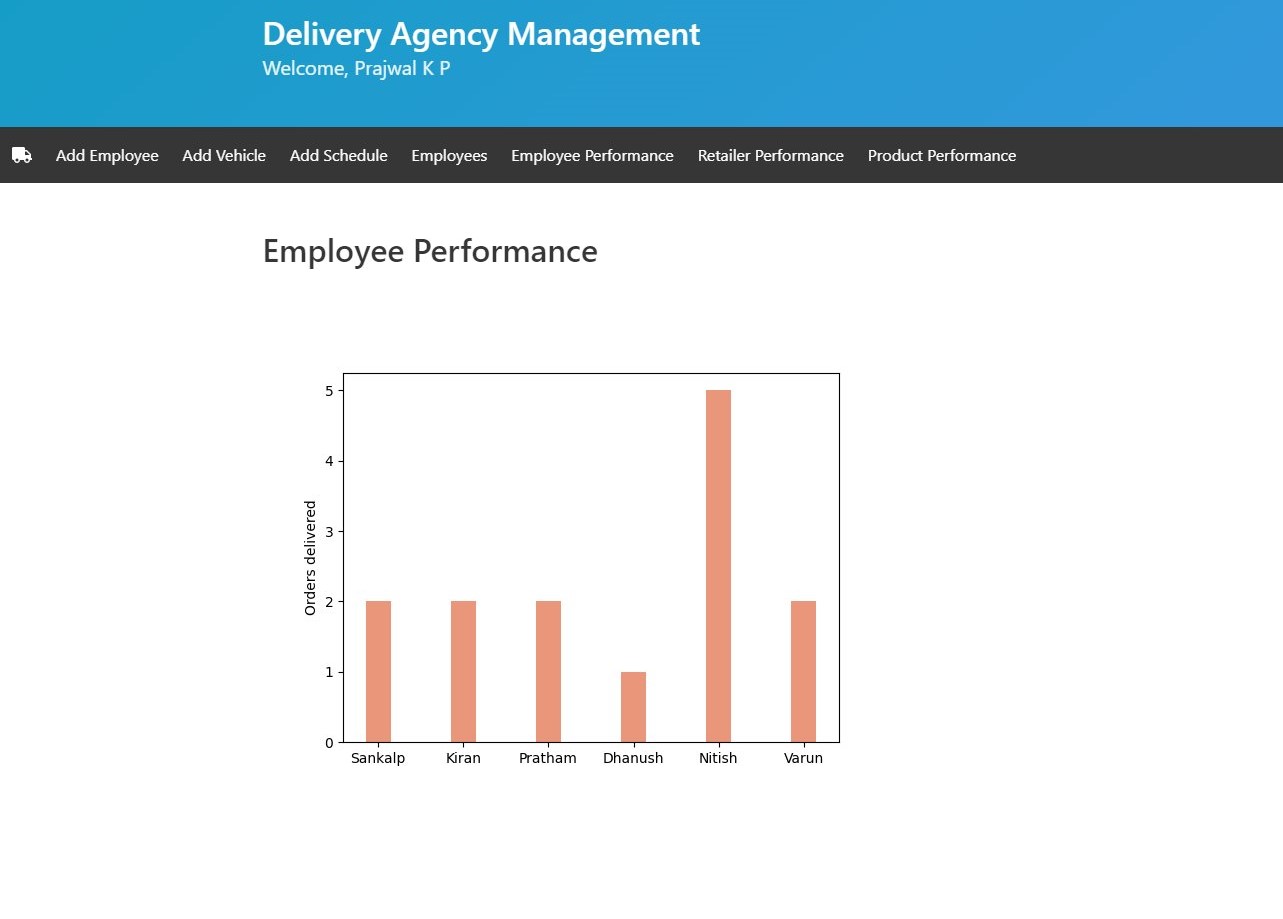 Delivery Agency Management
Welcome, Prajwal K P
Add Employee Add Vehicle Add Schedule Employees Employee Performance Retailer Performance Product Performance
Employee Performance
5
4
3
2
1
0
Orders delivered
Sankalp Kiran Pratham Dhanush Nitish Varun